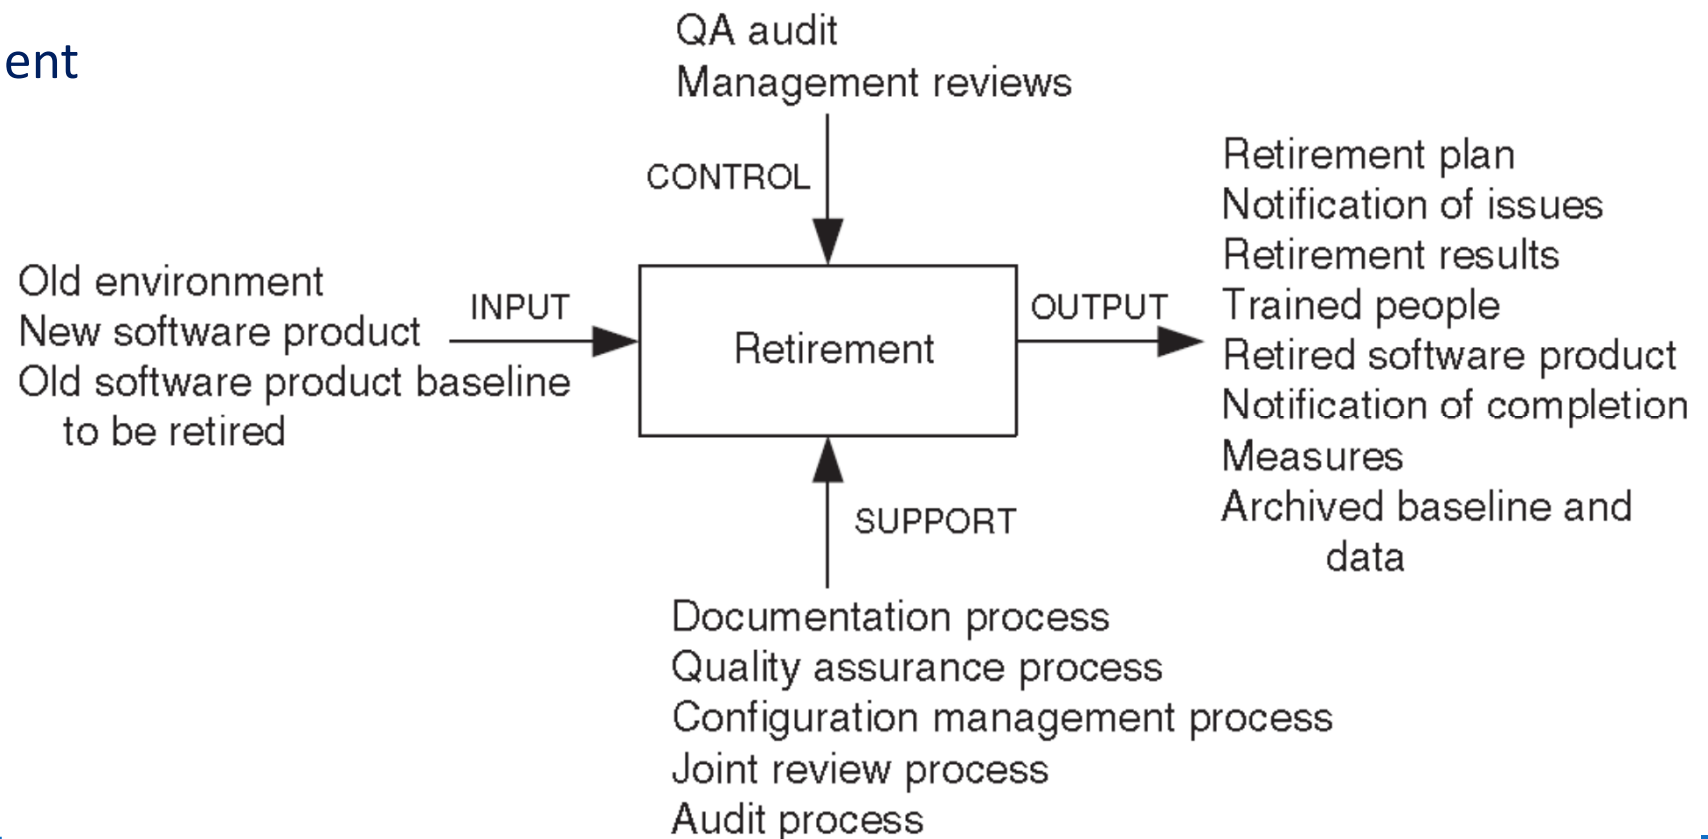 ent
QA audit
Management reviews
CONTROL
Old environment
New software product
Old software product baseline
to be retired
INPUT
Retirement
OUTPUT
Retirement plan
Notification of issues
Retirement results
Trained people
Retired software product
Notification of completion
Measures
Archived baseline and
data
SUPPORT
Documentation process
Quality assurance process
Configuration management process
Joint review process
Audit process